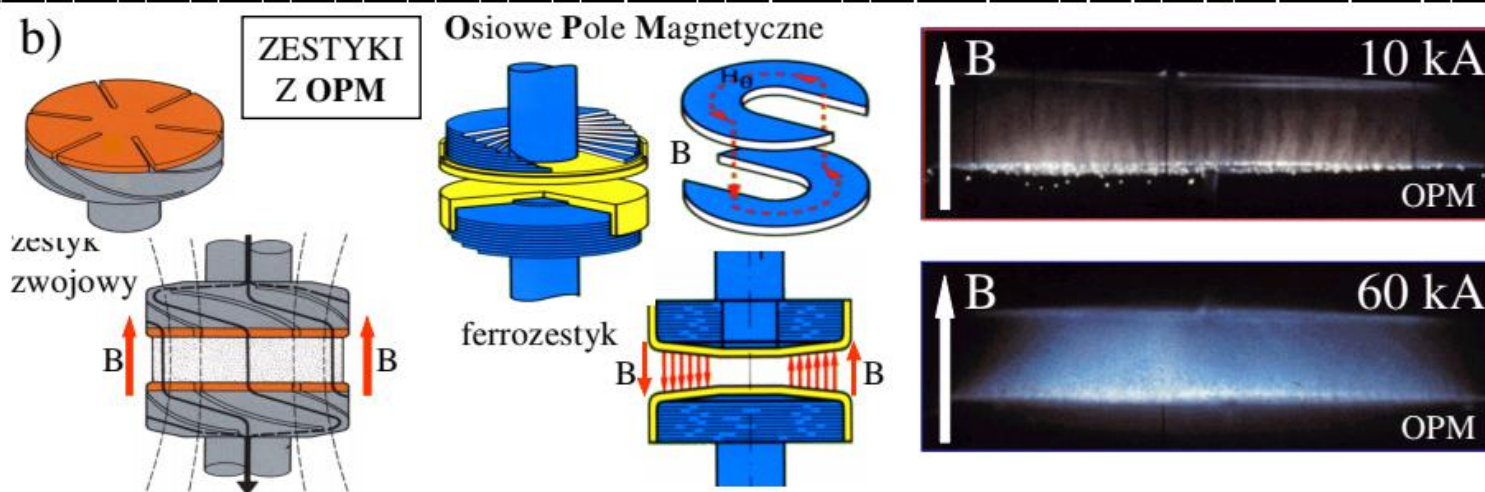 b)
ZESTYKI
Z OPM
Osiowe Pole Magnetyczne
Hθ
B
zestyk
zwojowy
B
B
ferrozestyk
B
B
B
10 kA
OPM
B
60 kA
OPM